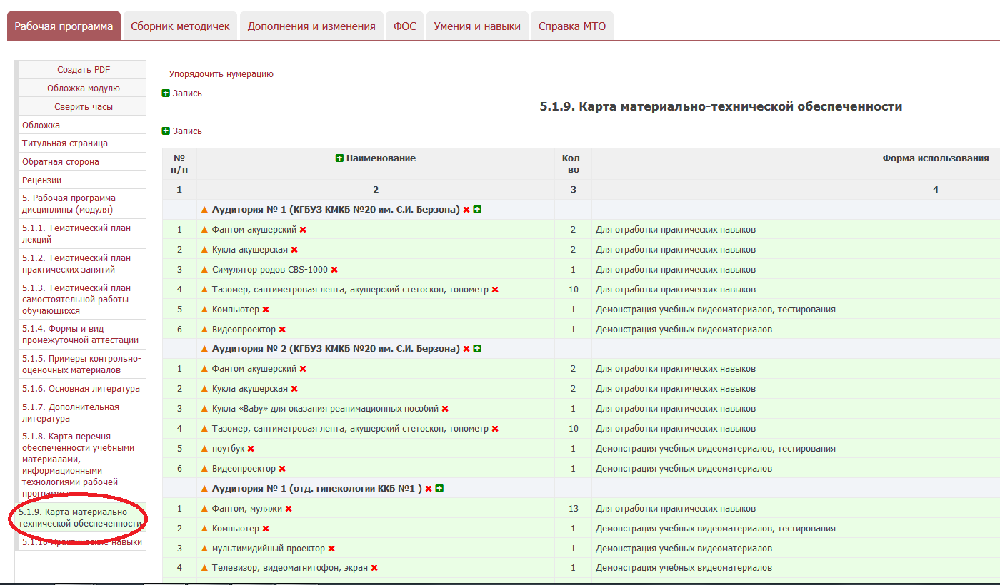 Рабочая программа Сборник методичек Дополнения и изменения ФОС Умения и навыки Справка МТО
Создать PDF
Обложка модулю
Сверить часы
Обложка
Титульная страница
Обратная сторона
Рецензии
5. Рабочая программа
дисциплины (модуля)
5.1.1. Тематический план
лекций
5.1.2. Тематический план
практических занятий
5.1.3. Тематический план
самостоятельной работы
обучающихся
5.1.4. Формы и вид
промежуточной аттестации
5.1.5. Примеры контрольно-
оценочных материалов
5.1.6. Основная литература
5.1.7. Дополнительная
литература
5.1.8. Карта перечня
обеспеченности учебными
материалами,
информационными
технологиями рабочей
программы
5.1.9. Карта материально-
технической обеспеченности
5.1.10 Практические навыки
Упорядочить нумерацию
Запись
5.1.9. Карта материально-технической обеспеченности
Запись
№ п/п Наименование Кол-во Форма использования
1 2 3 4
Аудитория № 1 (КГБУЗ КМКБ №20 им. С.И. Берзона)
1 Фантом акушерский 2 Для отработки практических навыков
2 Кукла акушерская 2 Для отработки практических навыков
3 Симулятор родов CBS-1000 1 Для отработки практических навыков
4 Тазомер, сантиметровая лента, акушерский стетоскоп, тонометр 10 Для отработки практических навыков
5 Компьютер 1 Демонстрация учебных видеоматериалов, тестирования
6 Видеопроектор 1 Демонстрация учебных видеоматериалов
Аудитория № 2 (КГБУЗ КМКБ №20 им. С.И. Берзона)
1 Фантом акушерский 2 Для отработки практических навыков
2 Кукла акушерская 2 Для отработки практических навыков
3 Кукла «Baby» для оказания реанимационных пособий 1 Для отработки практических навыков
4 Тазомер, сантиметровая лента, акушерский стетоскоп, тонометр 10 Для отработки практических навыков
5 ноутбук 1 Демонстрация учебных видеоматериалов, тестирования
6 Видеопроектор 1 Демонстрация учебных видеоматериалов
Аудитория № 1 (отд. гинекологии ККБ №1 )
1 Фантом, муляжи 13 Для отработки практических навыков
2 Компьютер 1 Демонстрация учебных видеоматериалов, тестирования
3 мультимидийный проектор 1 Демонстрация учебных видеоматериалов
4 Телевизор, видеомагнитофон, экран 1 Демонстрация учебных видеоматериалов